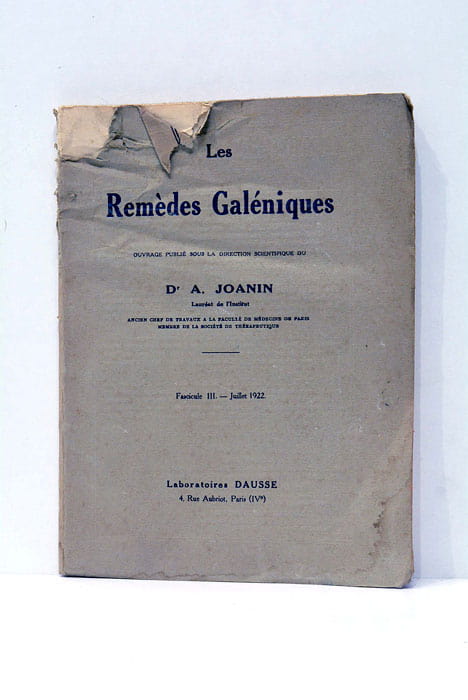 Les
Remèdes Galéniques
OUVRAGE PUBLIÉ SOUS LA DIRECTION SCIENTIFIQUE DU
Dr A. JOANIN
Lauréat de l'Institut
ANCIEN CHEF DE TRAVAUX A LA FACULTÉ DE MÉDECINE DE PARIS
MEMBRE DE LA SOCIÉTÉ DE THÉRAPEUTIQUE
Fascicule III. — Juillet 1922.
Laboratoires DAUSSE
4, Rue Aubriot, Paris (IVe)